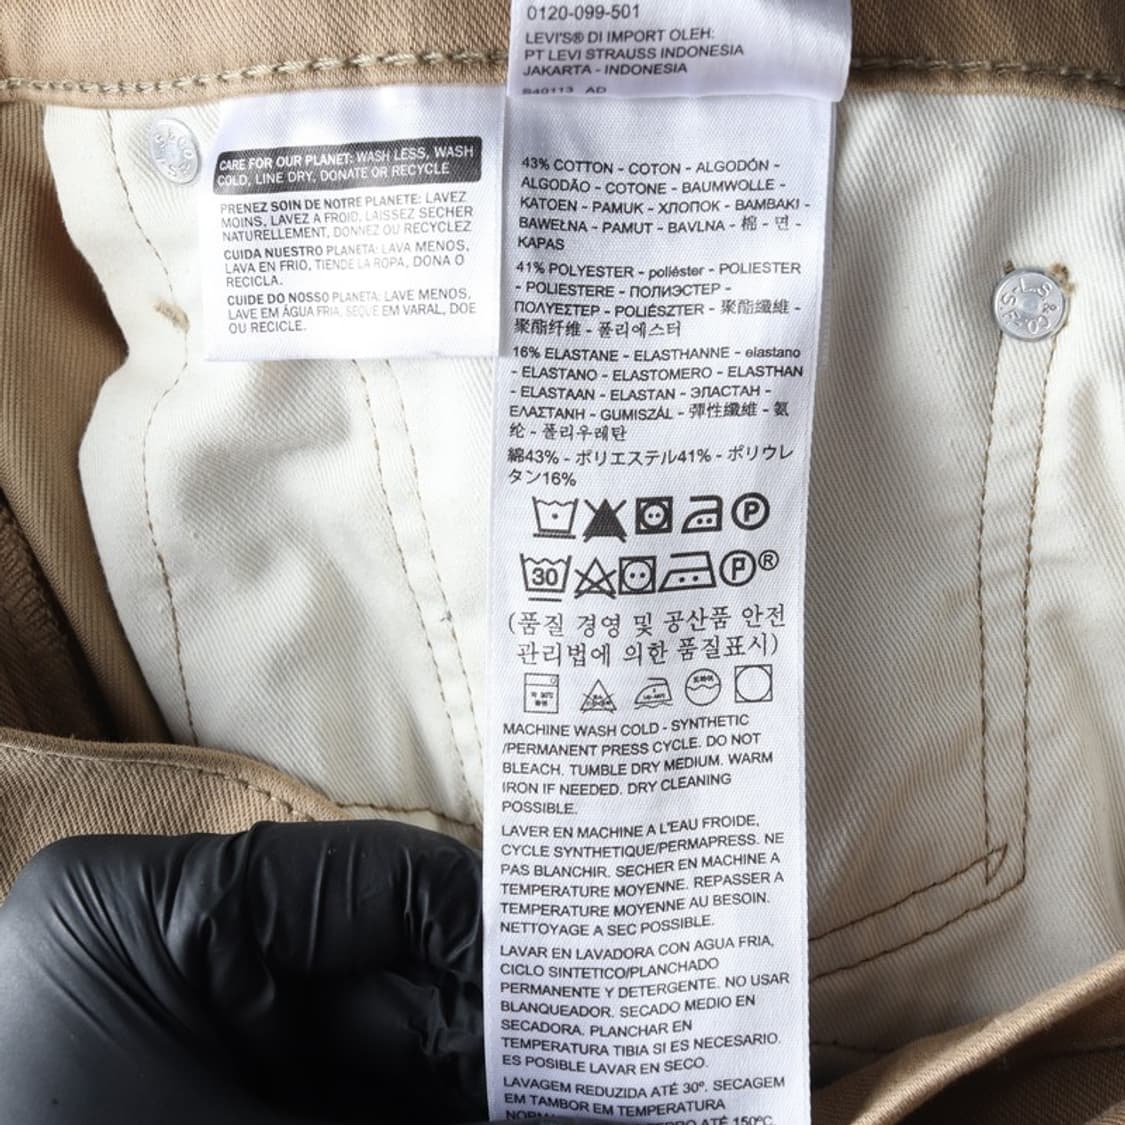 0120-099-501
LEVI'S® DI IMPORT OLEH:
PT LEVI STRAUSS INDONESIA
JAKARTA - INDONESIA
CARE FOR OUR PLANET: WASH LESS, WASH
COLD, LINE DRY, DONATE OR RECYCLE
PRENEZ SOIN DE NOTRE PLANETE: LAVEZ
MOINS, LAVEZ A FROID, LAISSEZ SECHER
NATURELLEMENT, DONNEZ OU RECYCLEZ
CUIDA NUESTRO PLANETA: LAVA MENOS,
LAVA EN FRIO, TIENDE LA ROPA, DONA O
RECICLA.
CUIDE DO NOSSO PLANETA: LAVE MENOS,
LAVE EM ÁGUA FRIA, SEQUE EM VARAL, DOE
OU RECICLE.
43% COTTON - COTON - ALGODÓN -
ALGODÃO - COTONE - BAUMWOLLE -
KATOEN - PAMUK - ХЛОПОК - BAMBAKI -
BAWEŁNA - PAMUT - BAVLNA - 棉 - 면 -
KAPAS
41% POLYESTER - poliéster - POLIESTER
- POLIESTERE - ПОЛИЭСТЕР -
ΠΟΛΥΕΣΤΕΡ - POLIÉSZTER - 聚酯纖維 -
聚酯纤维 - 폴리에스터
16% ELASTANE - ELASTHANNE - elastano
- ELASTANO - ELASTOMERO - ELASTHAN
- ELASTAAN - ELASTAN - ЭЛАСТАН -
ΕΛΑΣΤΑΝΗ - GUMISZÁL - 彈性纖維 - 氨
纶 - 폴리우레탄
綿43% - ポリエステル41% - ポリウレ
タン16%
P
30 P®
(품질 경영 및 공산품 안전
관리법에 의한 품질표시)
MACHINE WASH COLD - SYNTHETIC
/PERMANENT PRESS CYCLE. DO NOT
BLEACH. TUMBLE DRY MEDIUM. WARM
IRON IF NEEDED. DRY CLEANING
POSSIBLE.
LAVER EN MACHINE A L'EAU FROIDE,
CYCLE SYNTHETIQUE/PERMAPRESS. NE
PAS BLANCHIR. SECHER EN MACHINE A
TEMPERATURE MOYENNE. REPASSER A
TEMPERATURE MOYENNE AU BESOIN.
NETTOYAGE A SEC POSSIBLE.
LAVAR EN LAVADORA CON AGUA FRIA,
CICLO SINTETICO/PLANCHADO
PERMANENTE Y DETERGENTE. NO USAR
BLANQUEADOR. SECADO MEDIO EN
SECADORA. PLANCHAR EN
TEMPERATURA TIBIA SI ES NECESARIO.
ES POSIBLE LAVAR EN SECO.
LAVAGEM REDUZIDA ATÉ 30º. SECAGEM
EM TAMBOR EM TEMPERATURA
ATÉ 150ºC.